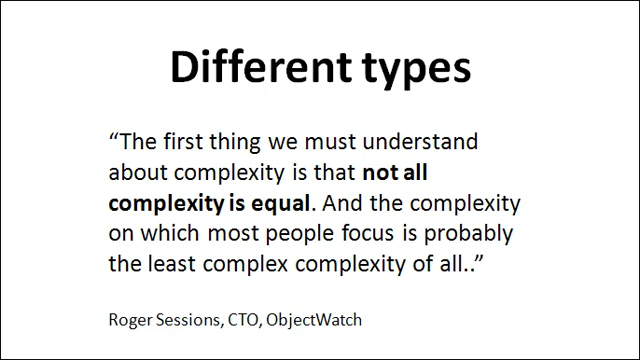 Different types
“The first thing we must understand
about complexity is that not all
complexity is equal. And the complexity
on which most people focus is probably
the least complex complexity of all..”
Roger Sessions, CTO, ObjectWatch